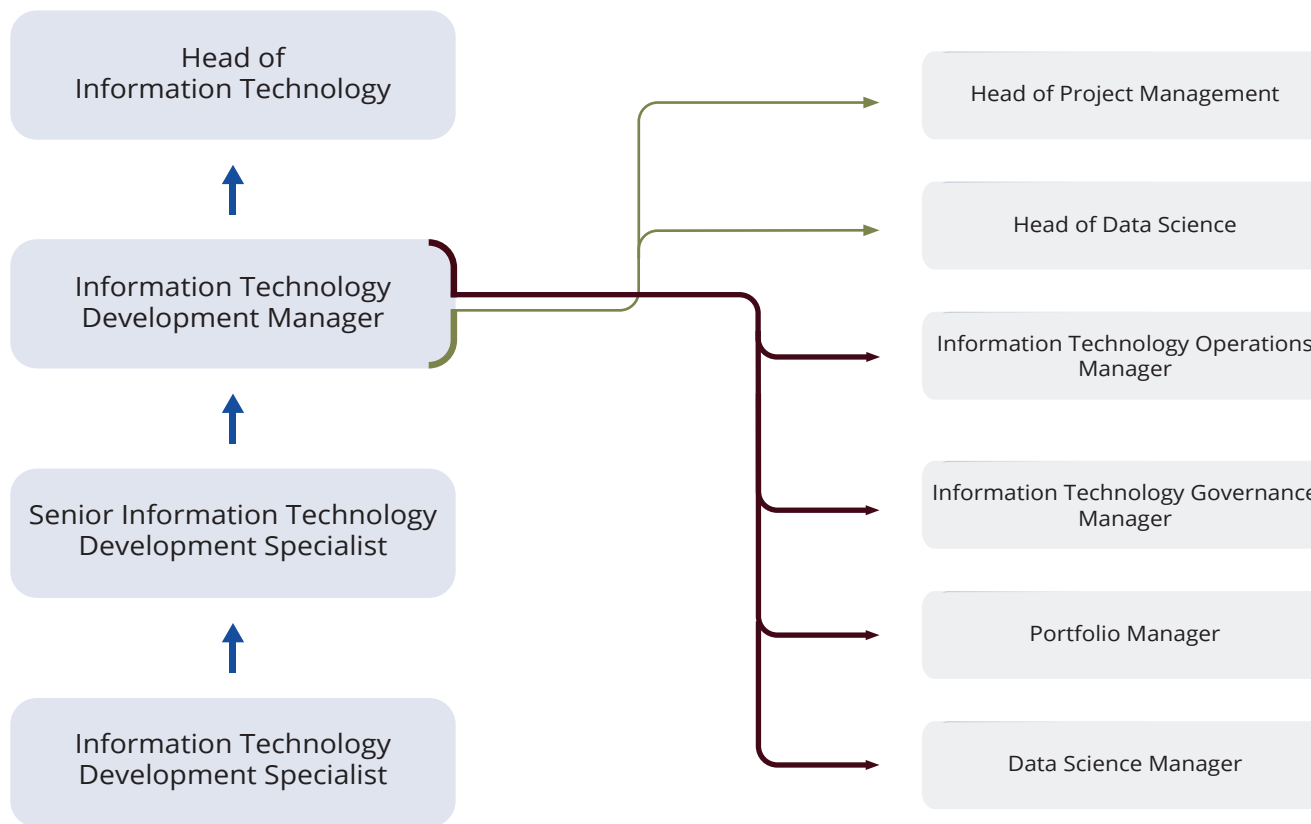 Head of
Information Technology
Information Technology
Development Manager
Senior Information Technology
Development Specialist
Information Technology
Development Specialist
Head of Project Management
Head of Data Science
Information Technology Operations
Manager
Information Technology Governance
Manager
Portfolio Manager
Data Science Manager